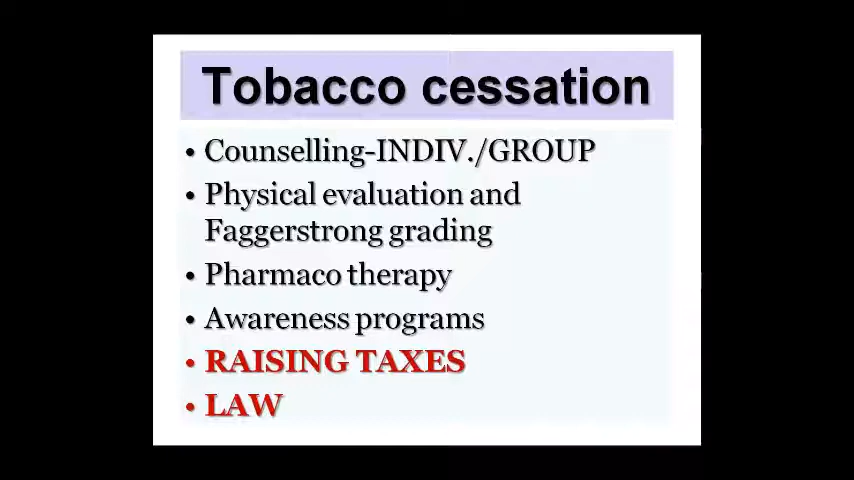 Tobacco cessation
• Counselling-INDIV./GROUP
• Physical evaluation and
Faggerstrong grading
• Pharmaco therapy
• Awareness programs
• RAISING TAXES
• LAW